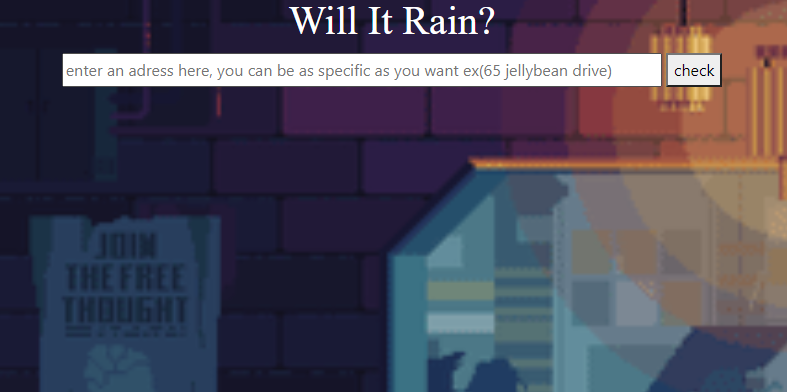 Will It Rain?
enter an adress here, you can be as specific as you want ex(65 jellybean drive)
check
JOIN
THE FREE
THOUGHT